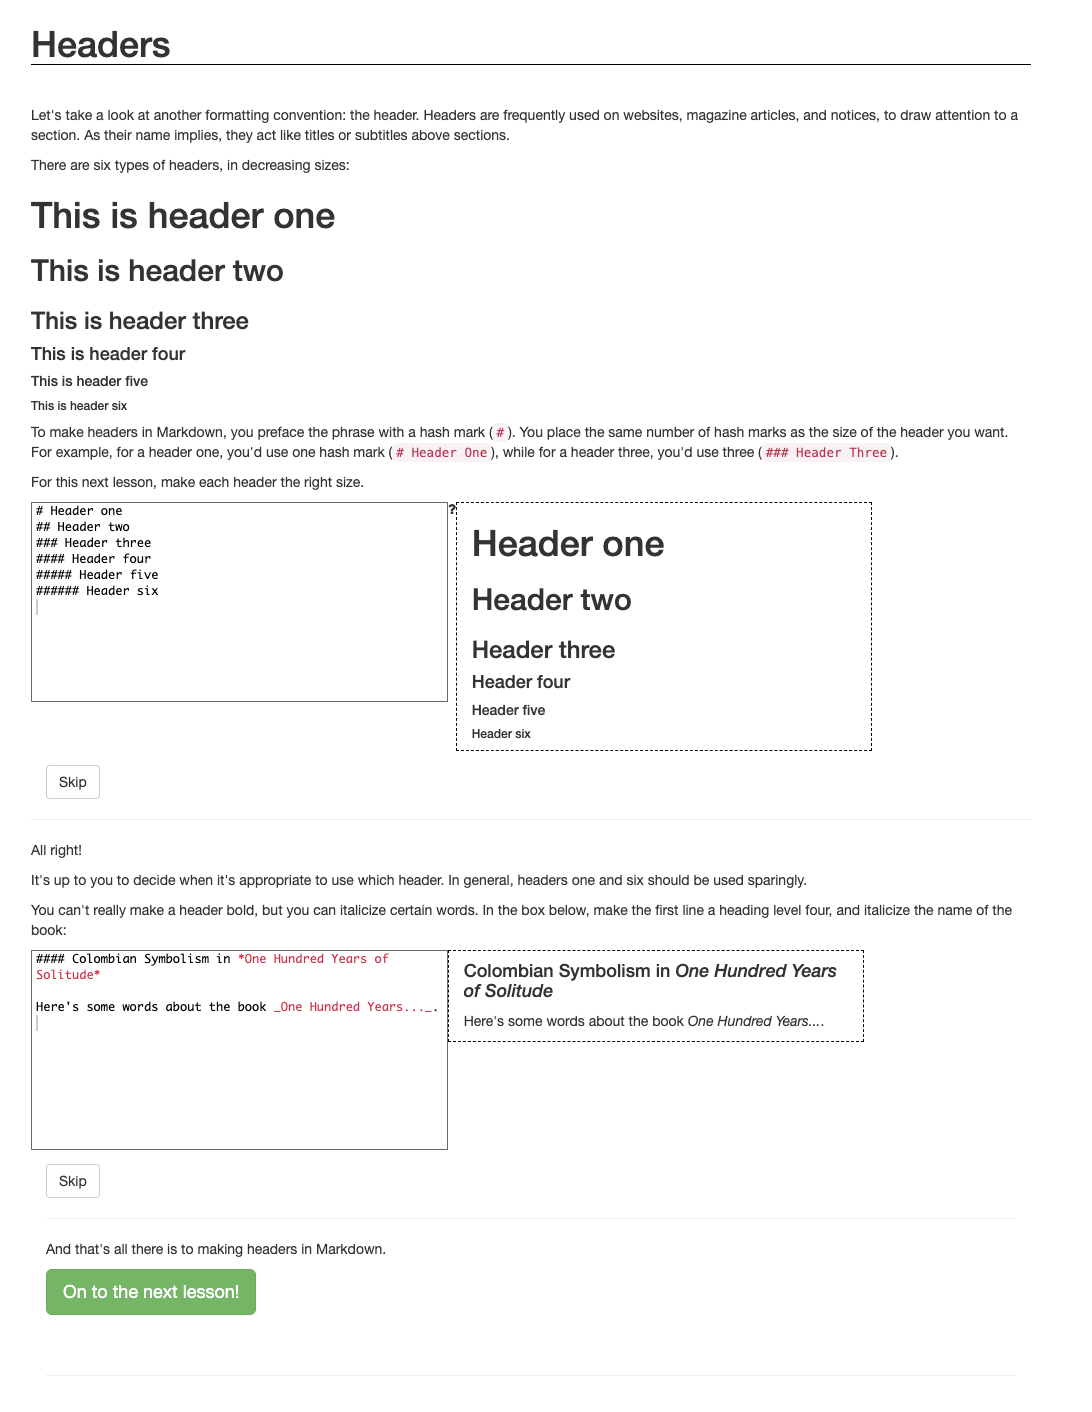 Headers
Let's take a look at another formatting convention: the header. Headers are frequently used on websites, magazine articles, and notices, to draw attention to a
section. As their name implies, they act like titles or subtitles above sections.
There are six types of headers, in decreasing sizes:
This is header one
This is header two
This is header three
This is header four
This is header five
This is header six
To make headers in Markdown, you preface the phrase with a hash mark ( # ). You place the same number of hash marks as the size of the header you want.
For example, for a header one, you'd use one hash mark ( # Header One ), while for a header three, you'd use three ( ### Header Three ).
For this next lesson, make each header the right size.
# Header one
## Header two
### Header three
#### Header four
##### Header five
###### Header six
?
Header one
Header two
Header three
Header four
Header five
Header six
Skip
All right!
It's up to you to decide when it's appropriate to use which header. In general, headers one and six should be used sparingly.
You can't really make a header bold, but you can italicize certain words. In the box below, make the first line a heading level four, and italicize the name of the
book:
#### Colombian Symbolism in *One Hundred Years of
Solitude*
Here's some words about the book _One Hundred Years..._.
Colombian Symbolism in One Hundred Years
of Solitude
Here's some words about the book One Hundred Years....
Skip
And that's all there is to making headers in Markdown.
On to the next lesson!